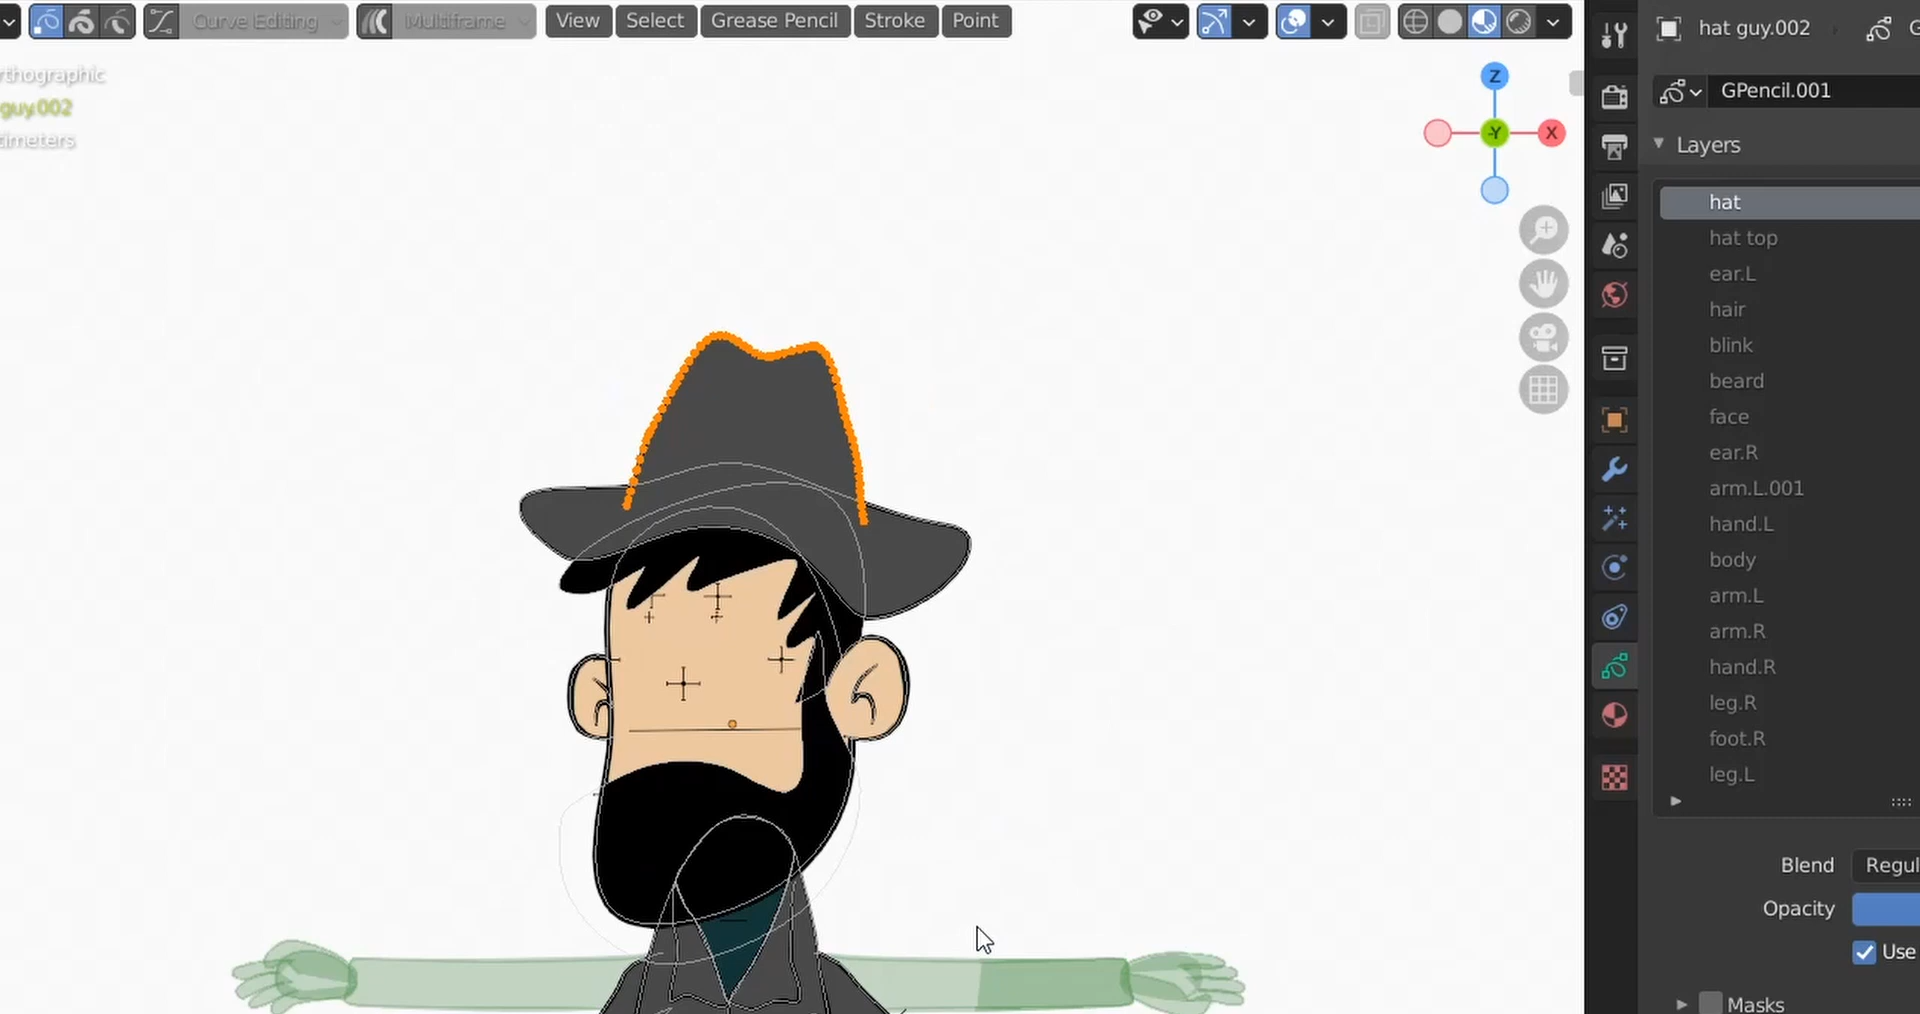 Curve Editing Multiframe View Select Grease Pencil Stroke Point
hat guy.002
rthographic
guy.002
timeters
Z
-Y X
GPencil.001
Layers
hat
hat top
ear.L
hair
blink
beard
face
ear.R
arm.L.001
hand.L
body
arm.L
arm.R
hand.R
leg.R
foot.R
leg.L
Blend Regul
Opacity
Use
Masks